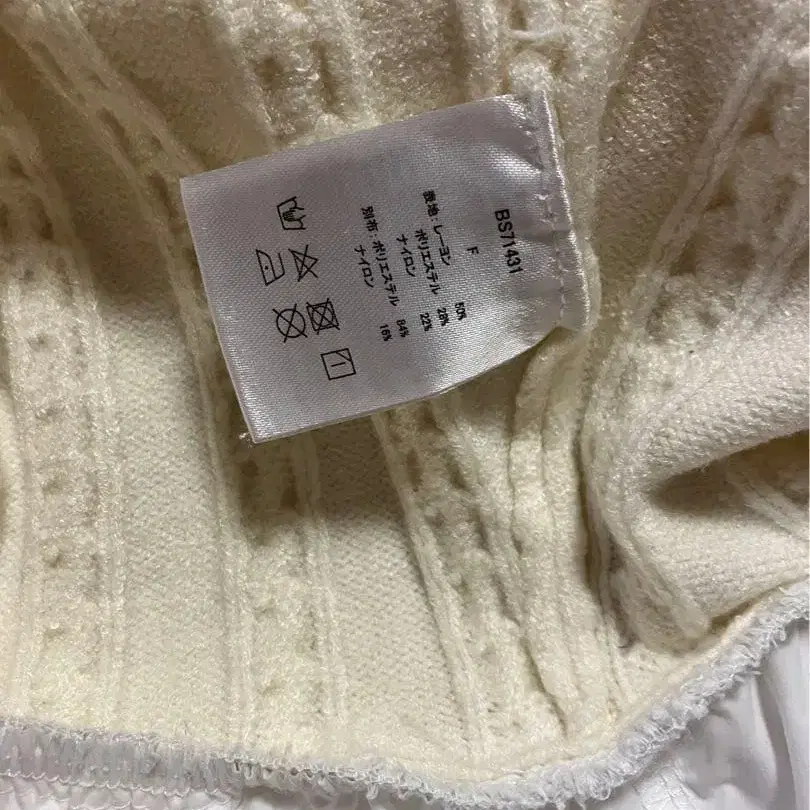 BS71431
F
表地：レーヨン 50%
ポリエステル 28%
ナイロン 22%
別布：ポリエステル 84%
ナイロン 16%